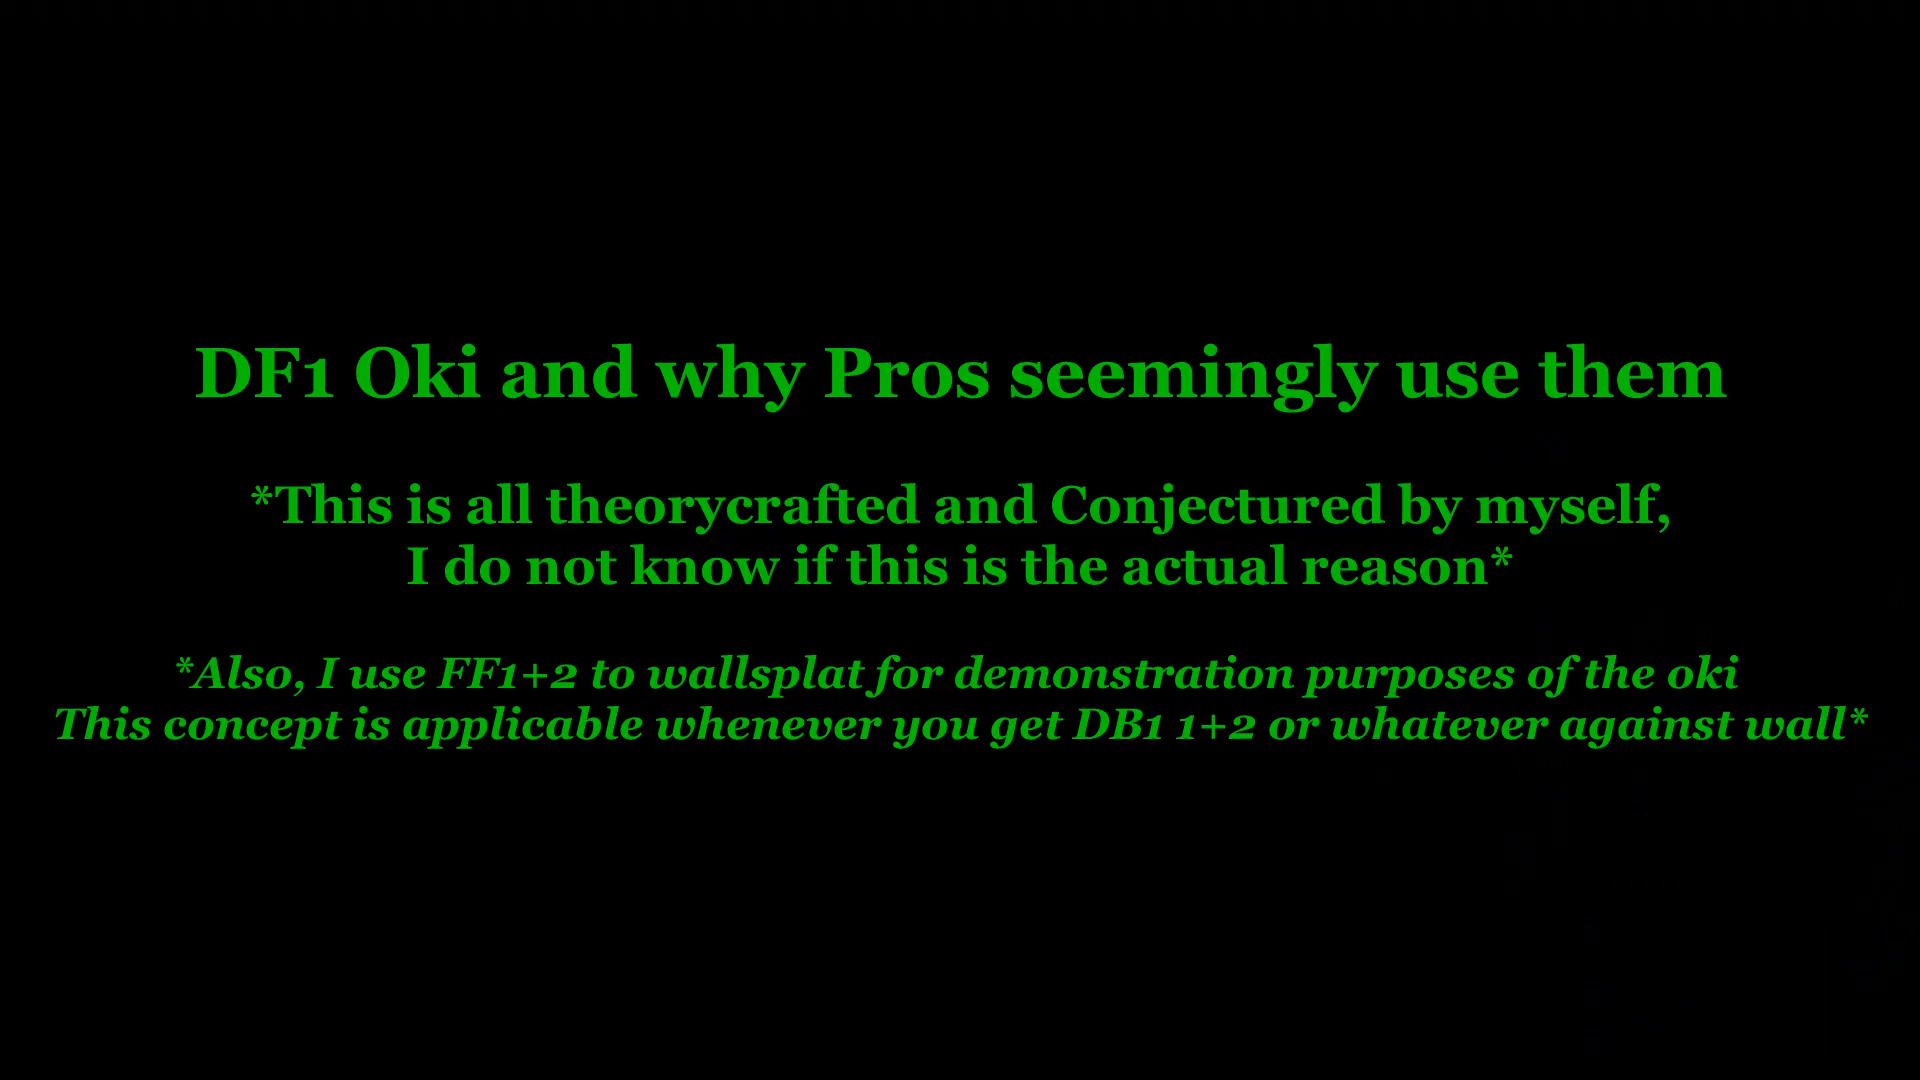 DF1 Oki and why Pros seemingly use them
*This is all theorycrafted and Conjectured by myself,
I do not know if this is the actual reason*
*Also, I use FF1+2 to wallsplat for demonstration purposes of the oki
This concept is applicable whenever you get DB1 1+2 or whatever against wall*